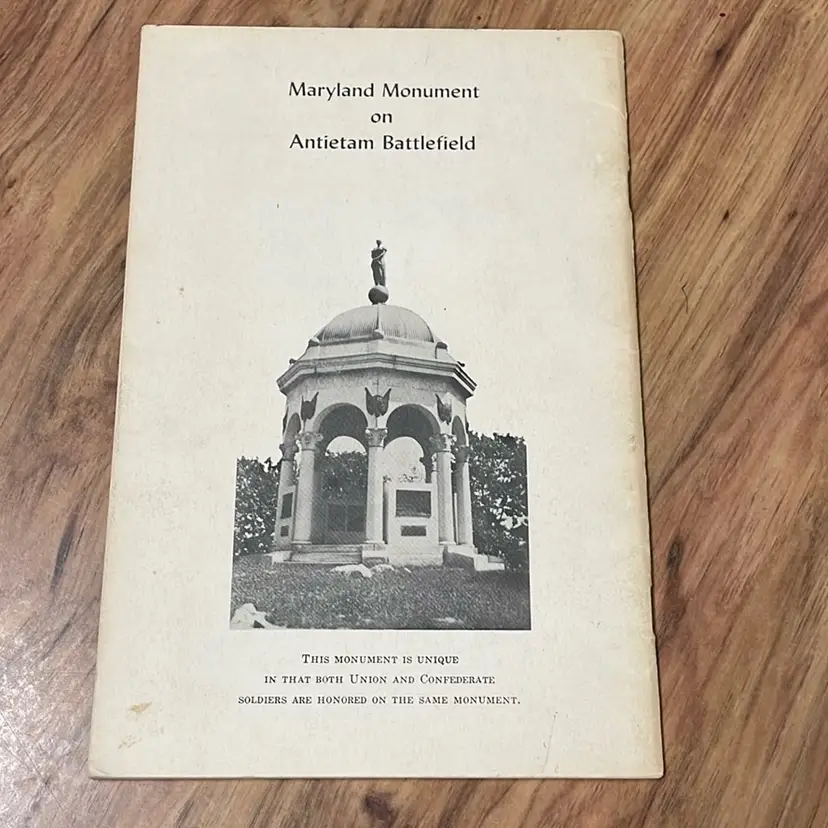 Maryland Monument
on
Antietam Battlefield
This monument is unique
in that both Union and Confederate
soldiers are honored on the same monument.